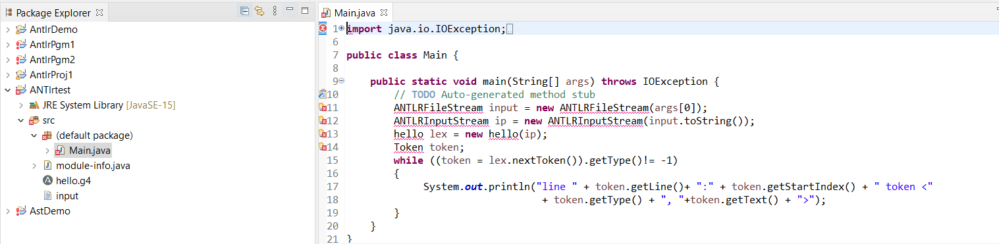 Package Explorer
AntlrDemo
AntlrPgm1
AntlrPgm2
AntlrProj1
ANTlrtest
JRE System Library [JavaSE-15]
src
(default package)
Main.java
module-info.java
hello.g4
input
AstDemo
Main.java
1 import java.io.IOException;
6
7 public class Main {
8
9 public static void main(String[] args) throws IOException {
10 // TODO Auto-generated method stub
11 ANTLRFileStream input = new ANTLRFileStream(args[0]);
12 ANTLRInputStream ip = new ANTLRInputStream(input.toString());
13 hello lex = new hello(ip);
14 Token token;
15 while ((token = lex.nextToken()).getType()!= -1)
16 {
17 System.out.println("line " + token.getLine()+ ":" + token.getStartIndex() + " token <"
18 + token.getType() + ", "+token.getText() + ">");
19 }
20 }
21 }